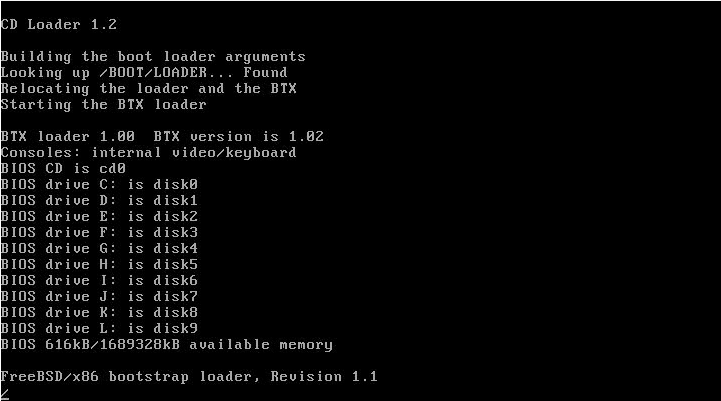 CD Loader 1.2
Building the boot loader arguments
Looking up /BOOT/LOADER... Found
Relocating the loader and the BTX
Starting the BTX loader
BTX loader 1.00  BTX version is 1.02
Consoles: internal video/keyboard
BIOS CD is cd0
BIOS drive C: is disk0
BIOS drive D: is disk1
BIOS drive E: is disk2
BIOS drive F: is disk3
BIOS drive G: is disk4
BIOS drive H: is disk5
BIOS drive I: is disk6
BIOS drive J: is disk7
BIOS drive K: is disk8
BIOS drive L: is disk9
BIOS 616kB/1689328kB available memory
FreeBSD/x86 bootstrap loader, Revision 1.1
/